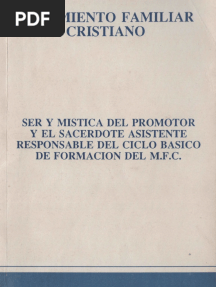 PDF
MIENTO FAMILIAR
CRISTIANO
SER Y MISTICA DEL PROMOTOR
Y EL SACERDOTE ASISTENTE
RESPONSABLE DEL CICLO BASICO
DE FORMACION DEL M.F.C.